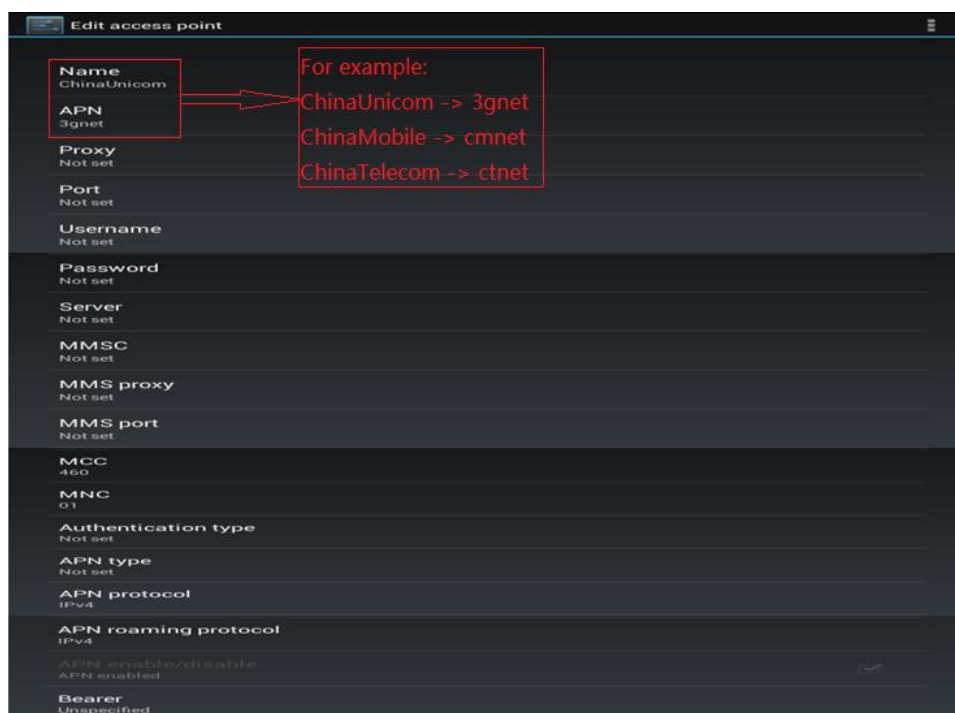 Edit access point
Name
ChinaUnicom
APN
3gnet
For example:
ChinaUnicom -> 3gnet
ChinaMobile -> cmnet
ChinaTelecom -> ctnet
Proxy
Not set
Port
Not set
Username
Not set
Password
Not set
Server
Not set
MMSC
Not set
MMS proxy
Not set
MMS port
Not set
MCC
460
MNC
01
Authentication type
Not set
APN type
Not set
APN protocol
IPv4
APN roaming protocol
IPv4
APN enable/disable
APN enabled
Bearer
Unspecified